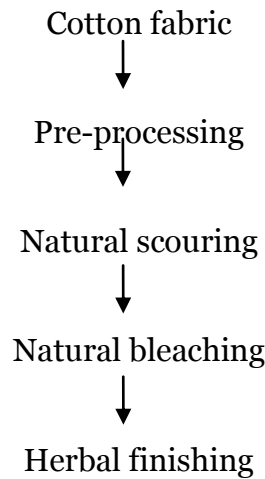 Cotton fabric
Pre-processing
Natural scouring
Natural bleaching
Herbal finishing